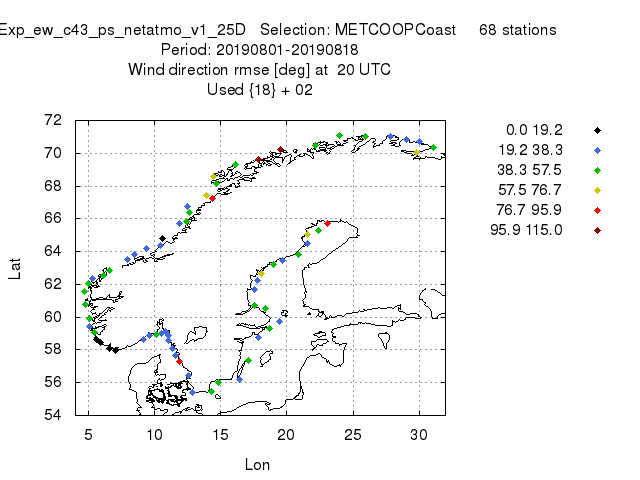 Exp_ew_c43_ps_netatmo_v1_25D Selection: METCOOPCoast 68 stations
Period: 20190801-20190818
Wind direction rmse [deg] at 20 UTC
Used {18} + 02
72
70
68
66
64
62
60
58
56
54
Lat
5 10 15 20 25 30
Lon
0.0 19.2
19.2 38.3
38.3 57.5
57.5 76.7
76.7 95.9
95.9 115.0